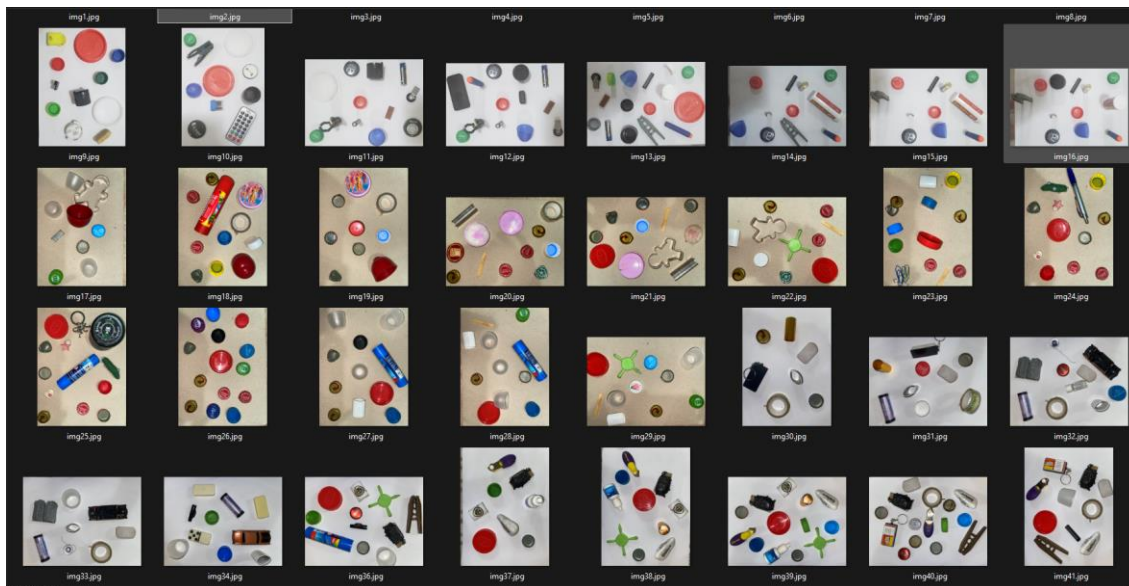 img1.jpg img2.jpg img3.jpg img4.jpg img5.jpg img6.jpg img7.jpg img8.jpg
img9.jpg img10.jpg img11.jpg img12.jpg img13.jpg img14.jpg img15.jpg img16.jpg
img17.jpg img18.jpg img19.jpg img20.jpg img21.jpg img22.jpg img23.jpg img24.jpg
img25.jpg img26.jpg img27.jpg img28.jpg img29.jpg img30.jpg img31.jpg img32.jpg
img33.jpg img34.jpg img36.jpg img37.jpg img38.jpg img39.jpg img40.jpg img41.jpg